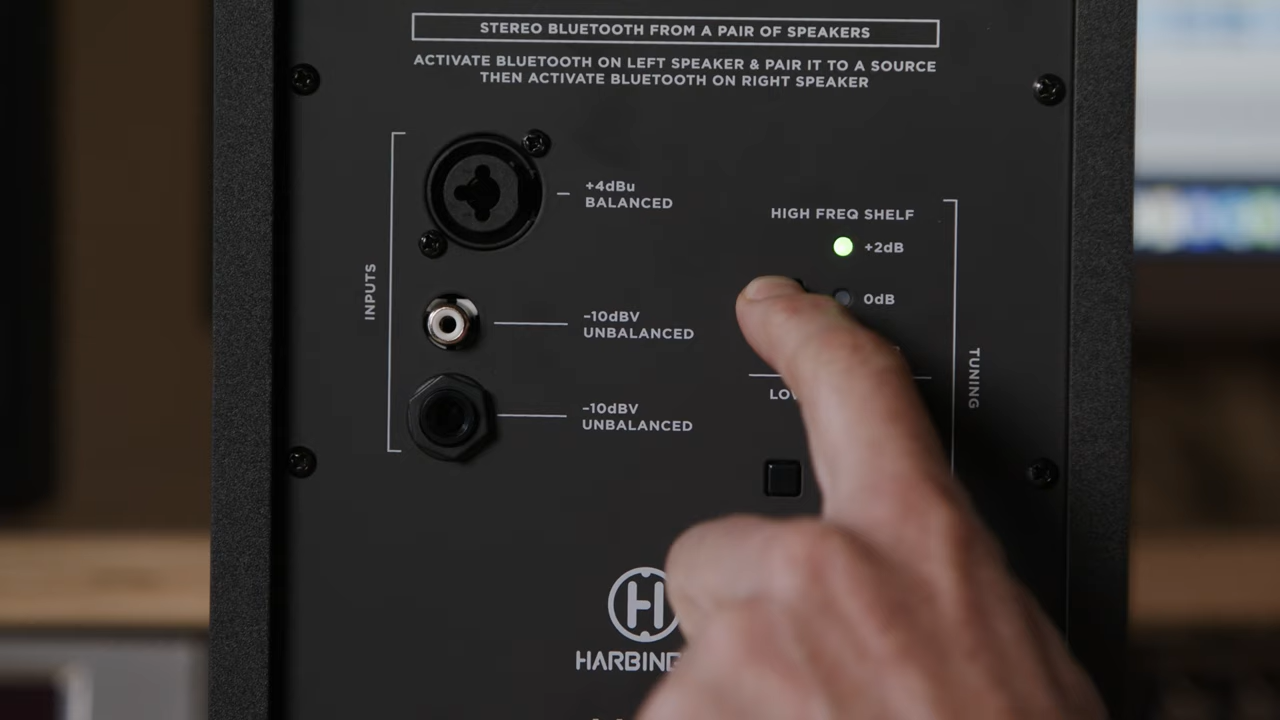 STEREO BLUETOOTH FROM A PAIR OF SPEAKERS
ACTIVATE BLUETOOTH ON LEFT SPEAKER & PAIR IT TO A SOURCE
THEN ACTIVATE BLUETOOTH ON RIGHT SPEAKER
INPUTS
+4dBu
BALANCED
-10dBV
UNBALANCED
-10dBV
UNBALANCED
HIGH FREQ SHELF
+2dB
0dB
TUNING
H